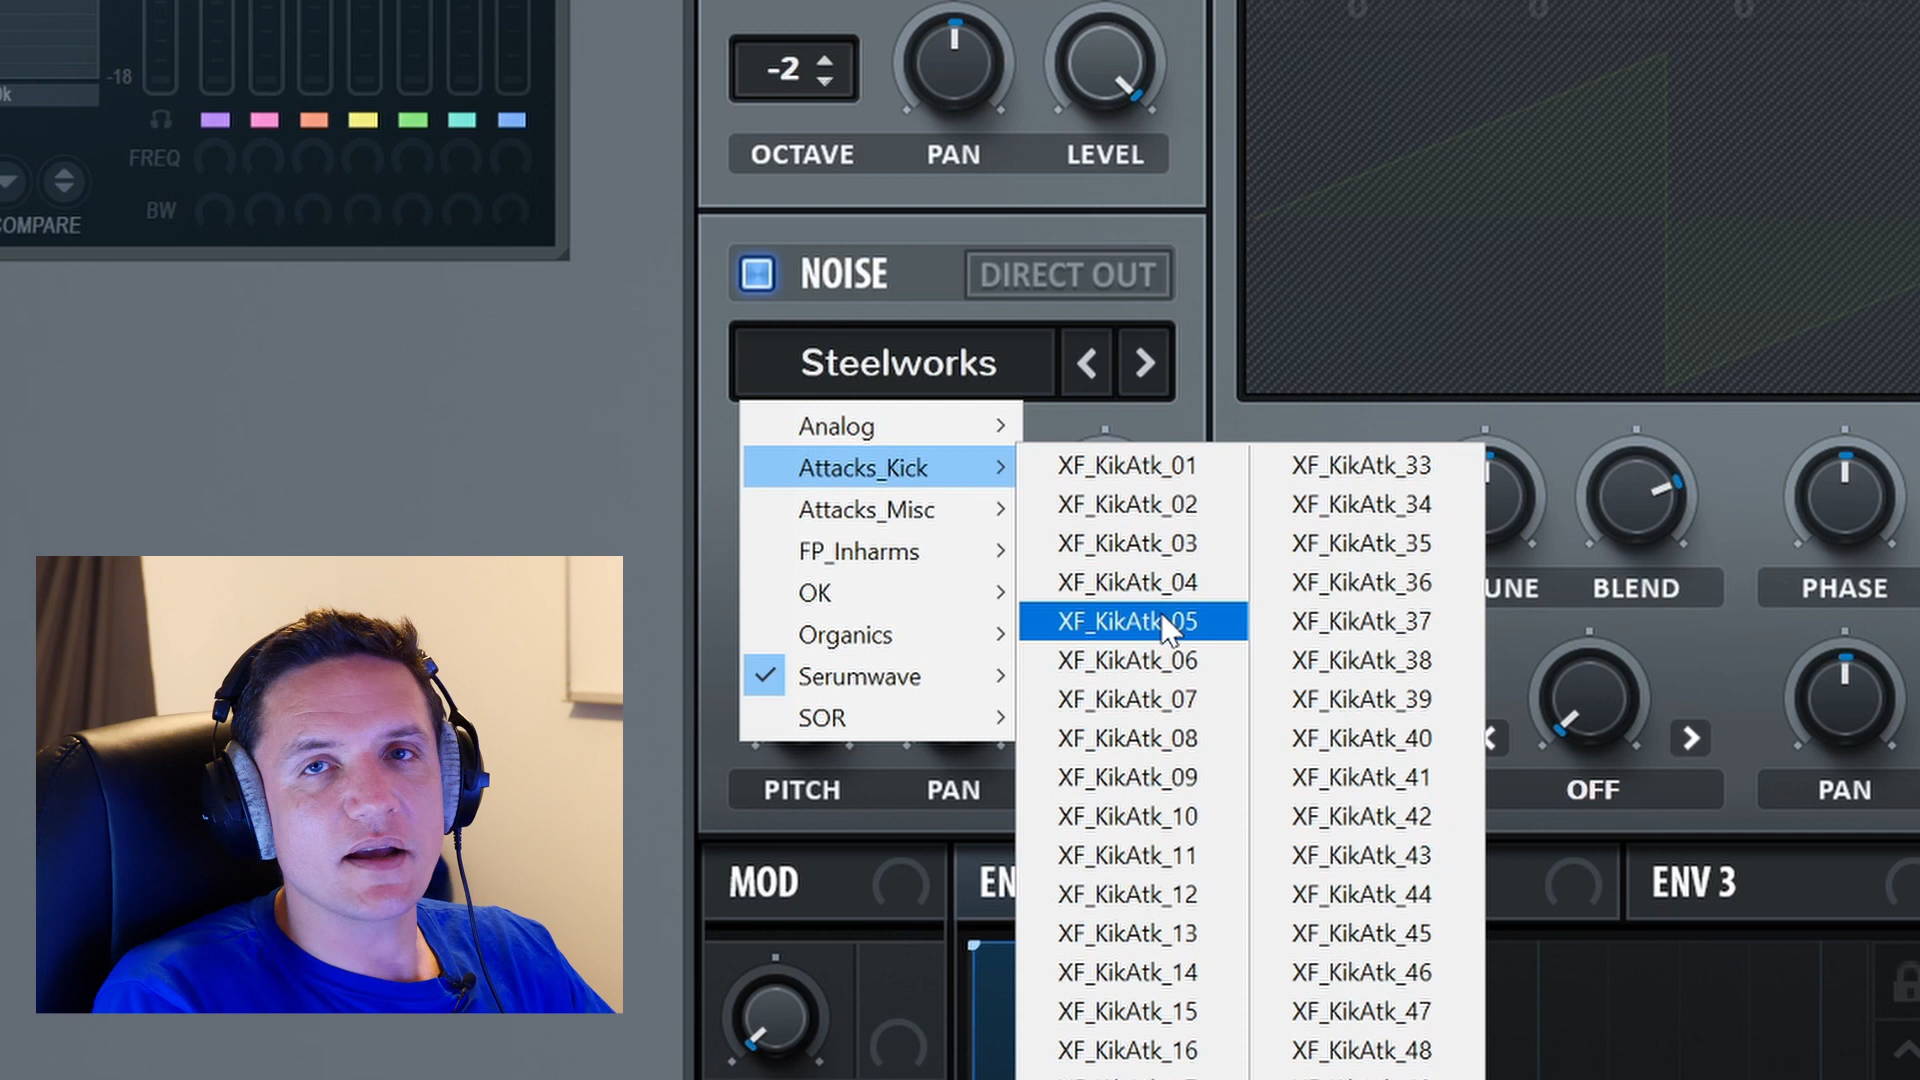 -2
OCTAVE PAN LEVEL
-18
FREQ
BW
COMPARE
NOISE DIRECT OUT
Steelworks
Analog
Attacks_Kick
Attacks_Misc
FP_Inharms
OK
Organics
Serumwave
SOR
XF_KikAtk_01
XF_KikAtk_02
XF_KikAtk_03
XF_KikAtk_04
XF_KikAtk_05
XF_KikAtk_06
XF_KikAtk_07
XF_KikAtk_08
XF_KikAtk_09
XF_KikAtk_10
XF_KikAtk_11
XF_KikAtk_12
XF_KikAtk_13
XF_KikAtk_14
XF_KikAtk_15
XF_KikAtk_16
XF_KikAtk_33
XF_KikAtk_34
XF_KikAtk_35
XF_KikAtk_36
XF_KikAtk_37
XF_KikAtk_38
XF_KikAtk_39
XF_KikAtk_40
XF_KikAtk_41
XF_KikAtk_42
XF_KikAtk_43
XF_KikAtk_44
XF_KikAtk_45
XF_KikAtk_46
XF_KikAtk_47
XF_KikAtk_48
UNE BLEND PHASE
PITCH PAN OFF PAN
MOD EN ENV 3